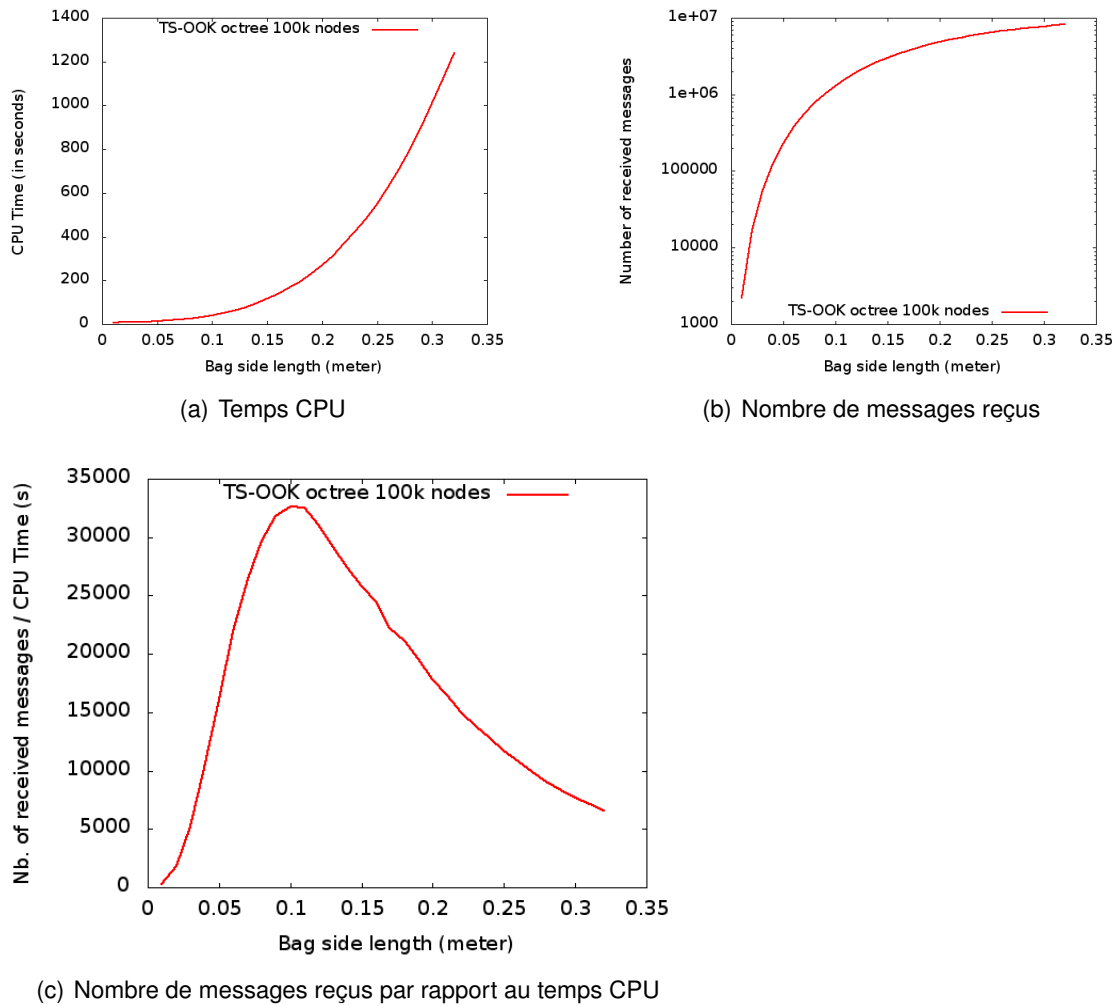 1400
1200
1000
800
600
400
200
0
CPU Time (in seconds)
TS-OOK octree 100k nodes
0 0.05 0.1 0.15 0.2 0.25 0.3 0.35
Bag side length (meter)
(a) Temps CPU
1e+07
1e+06
100000
10000
1000
Number of received messages
TS-OOK octree 100k nodes
0 0.05 0.1 0.15 0.2 0.25 0.3 0.35
Bag side length (meter)
(b) Nombre de messages reçus
35000
30000
25000
20000
15000
10000
5000
0
Nb. of received messages / CPU Time (s)
TS-OOK octree 100k nodes
0 0.05 0.1 0.15 0.2 0.25 0.3 0.35
Bag side length (meter)
(c) Nombre de messages reçus par rapport au temps CPU